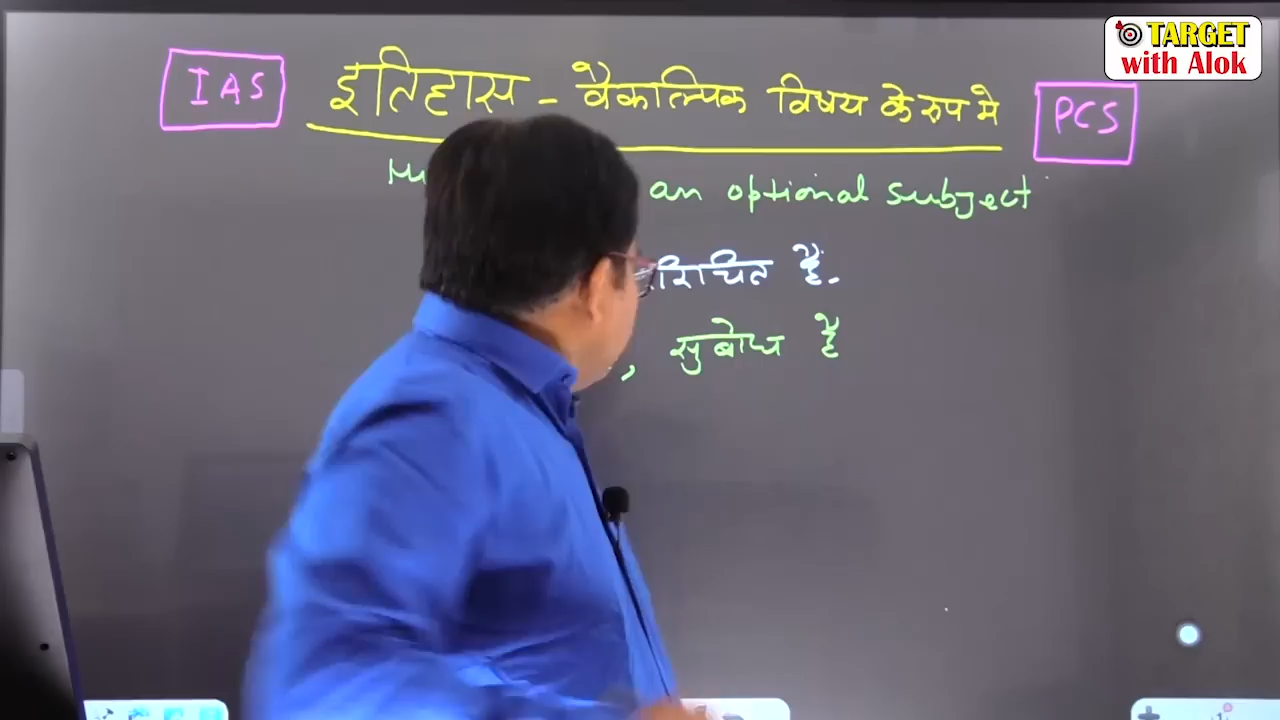 TARGET
with Alok
IAS
इतिहास - वैकल्पिक विषय के रुप मे
PCS
an optional subject
है.
, सुबोध है